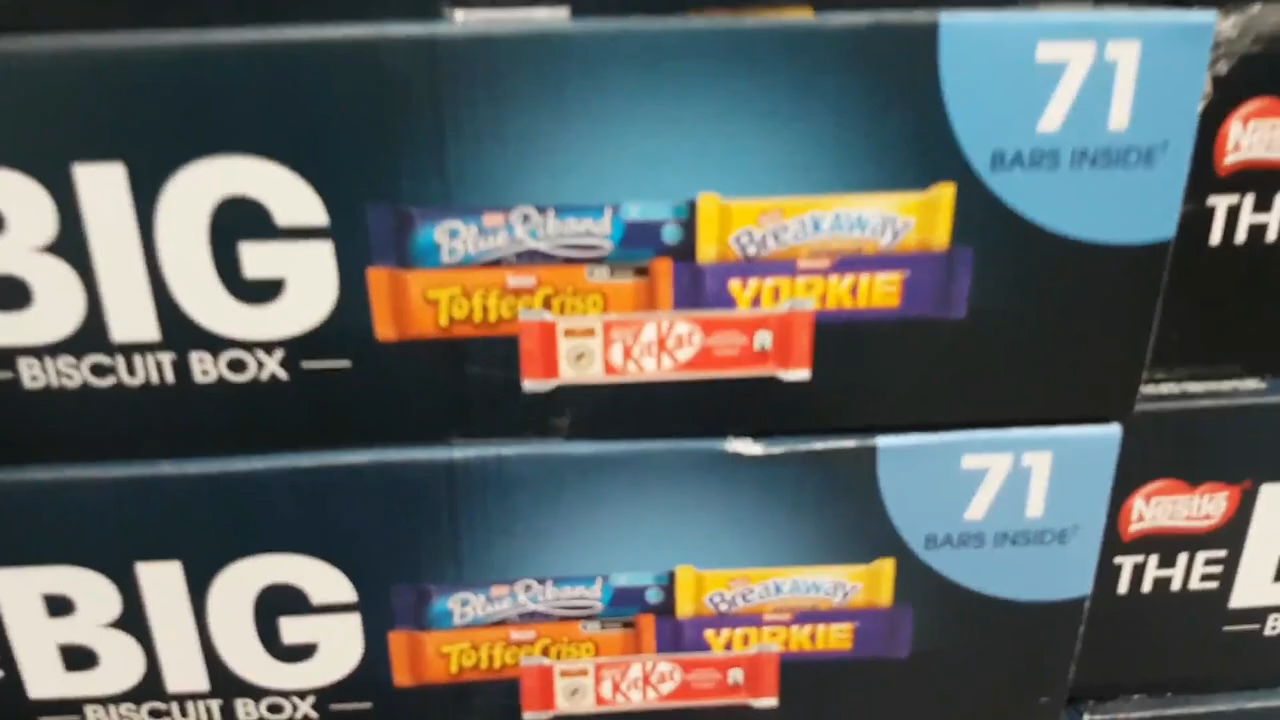 71
BARS INSIDE†
BIG
BISCUIT BOX
Blue Riband
Breakaway
Toffee Crisp
YORKIE
KitKat
Nestlé
TH
71
BARS INSIDE†
BIG
BISCUIT BOX
Blue Riband
Breakaway
Toffee Crisp
YORKIE
KitKat
Nestlé
THE